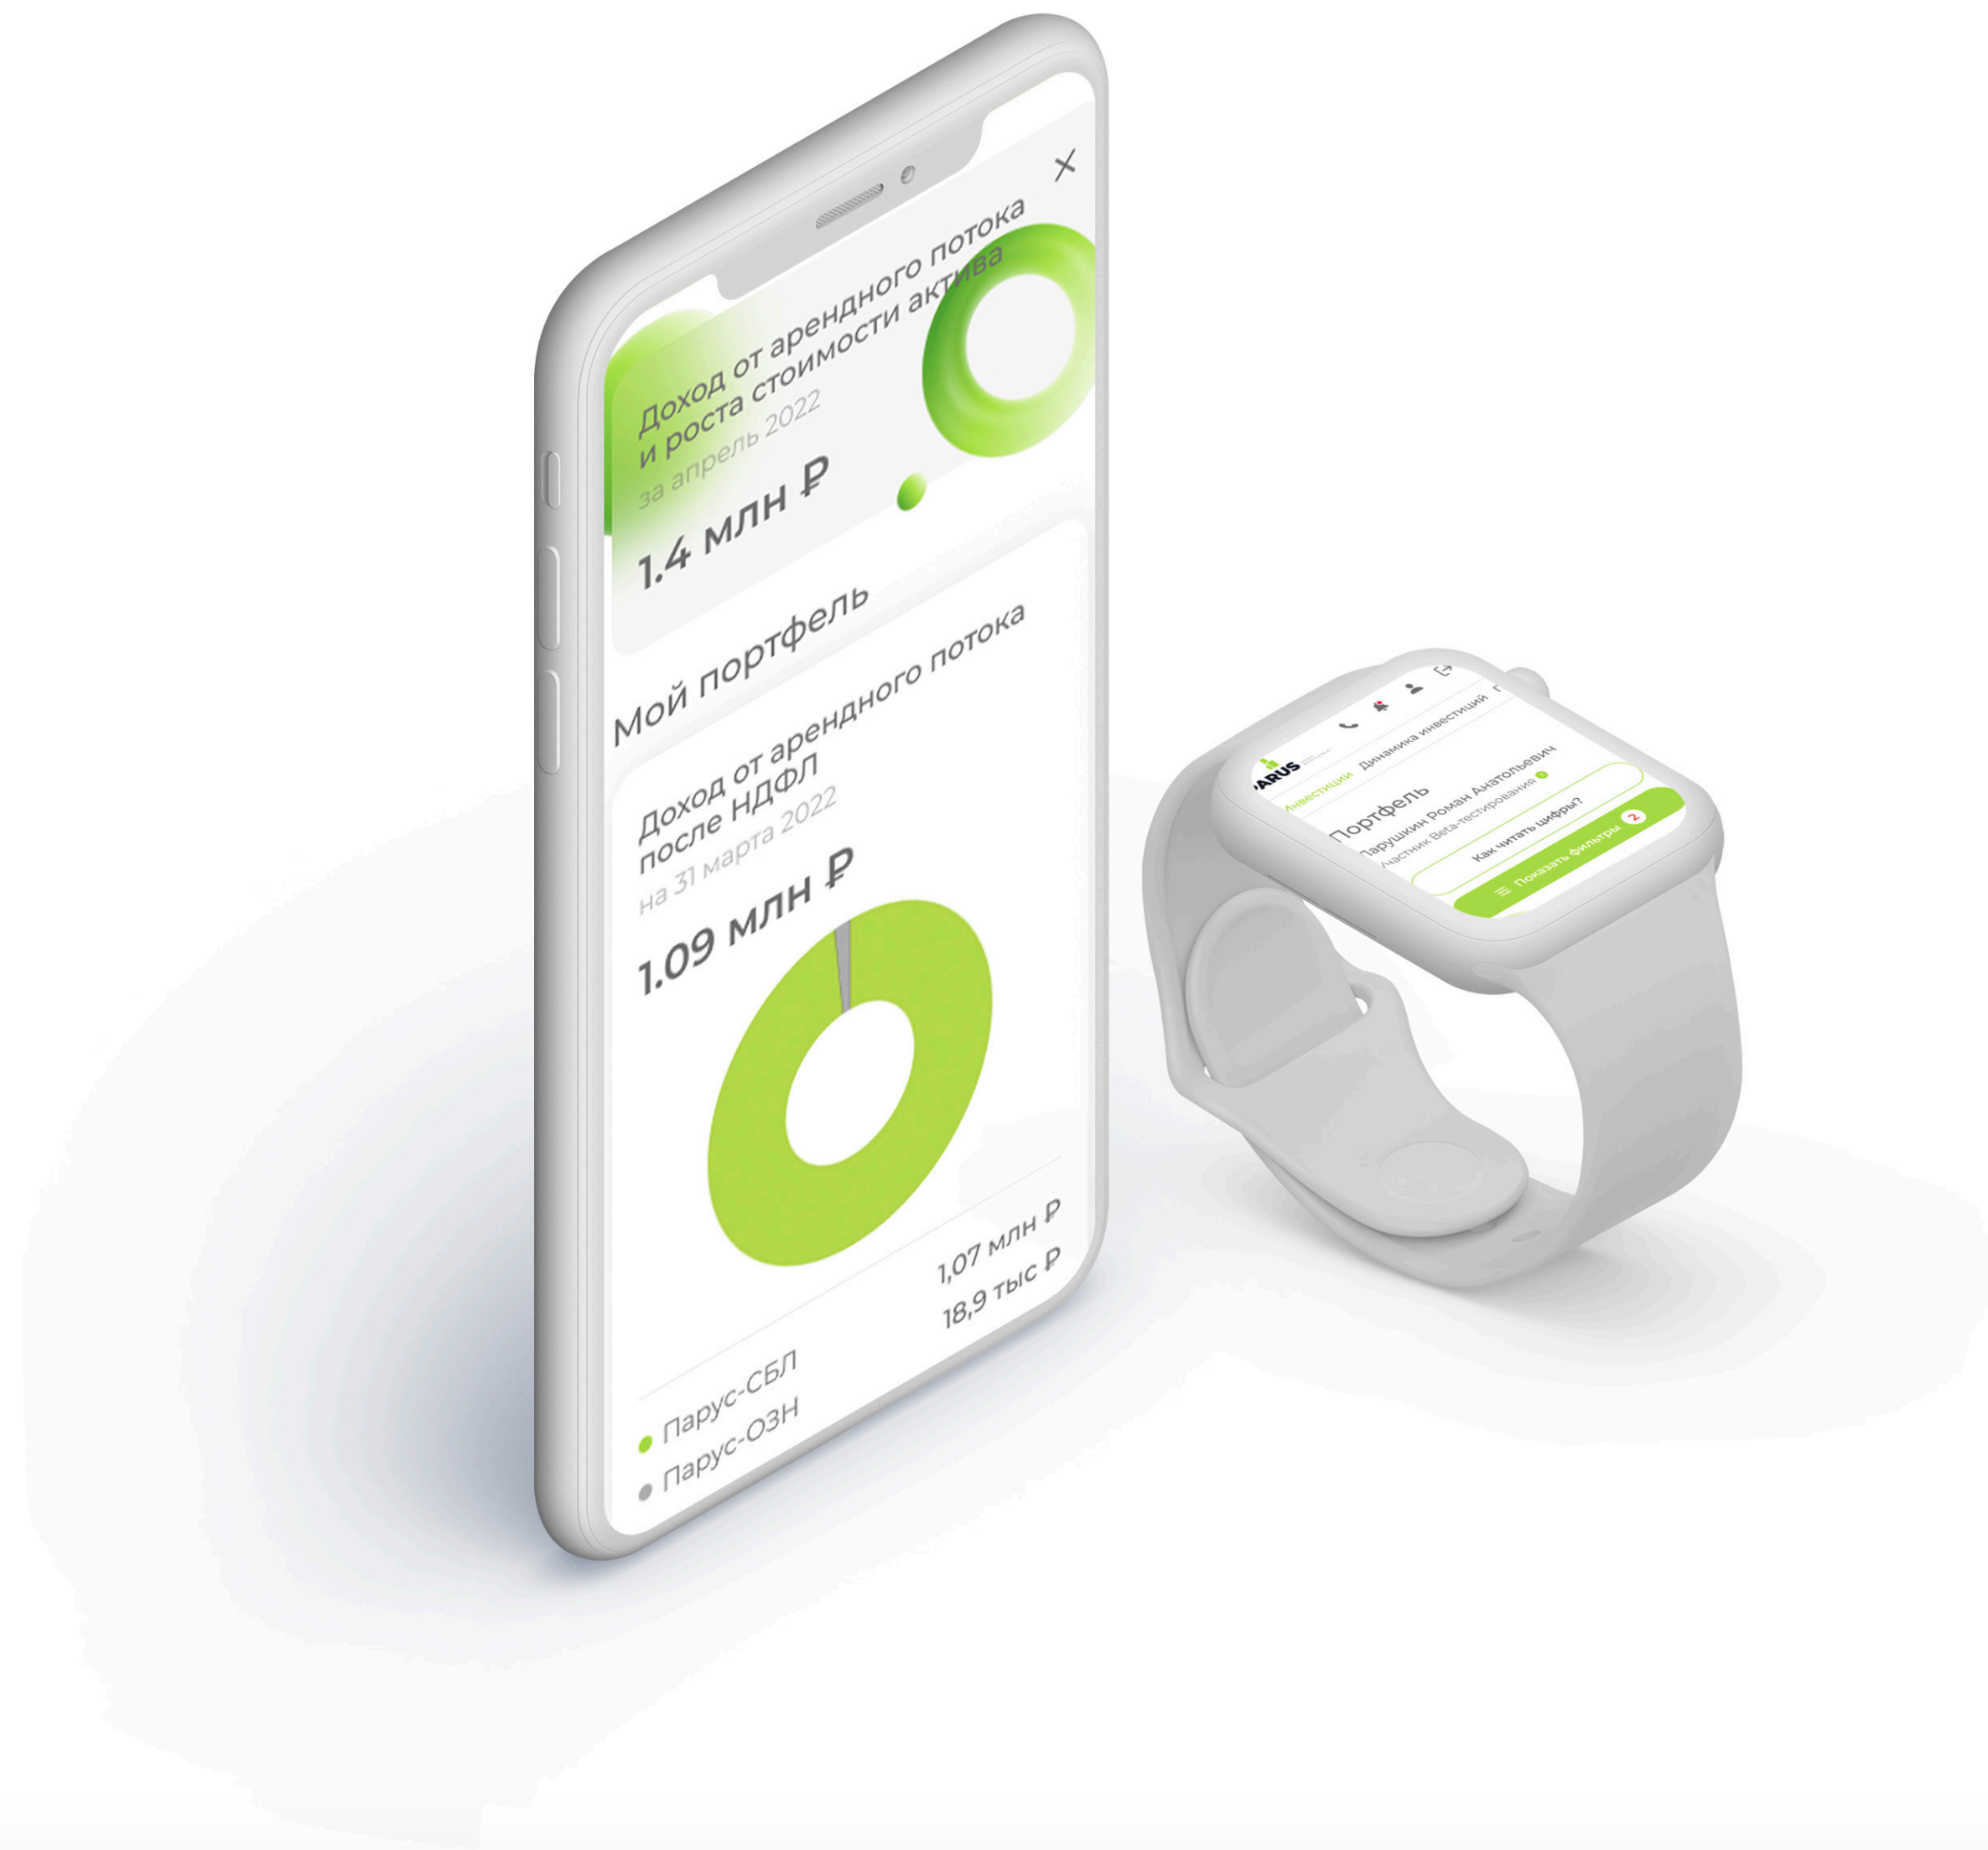 Доход от арендного потока
и роста стоимости актива
за апрель 2022
1.4 млн ₽
Мой портфель
Доход от арендного потока
после НДФЛ
на 31 марта 2022
1.09 млн ₽
Парус-СБЛ 1,07 млн ₽
Парус-ОЗН 18,9 тыс ₽
PARUS
Инвестиции Динамика инвестиций
Портфель
Парушкин Роман Анатольевич
Участник Beta-тестирования
Как читать цифры?
Показать фильтры 2